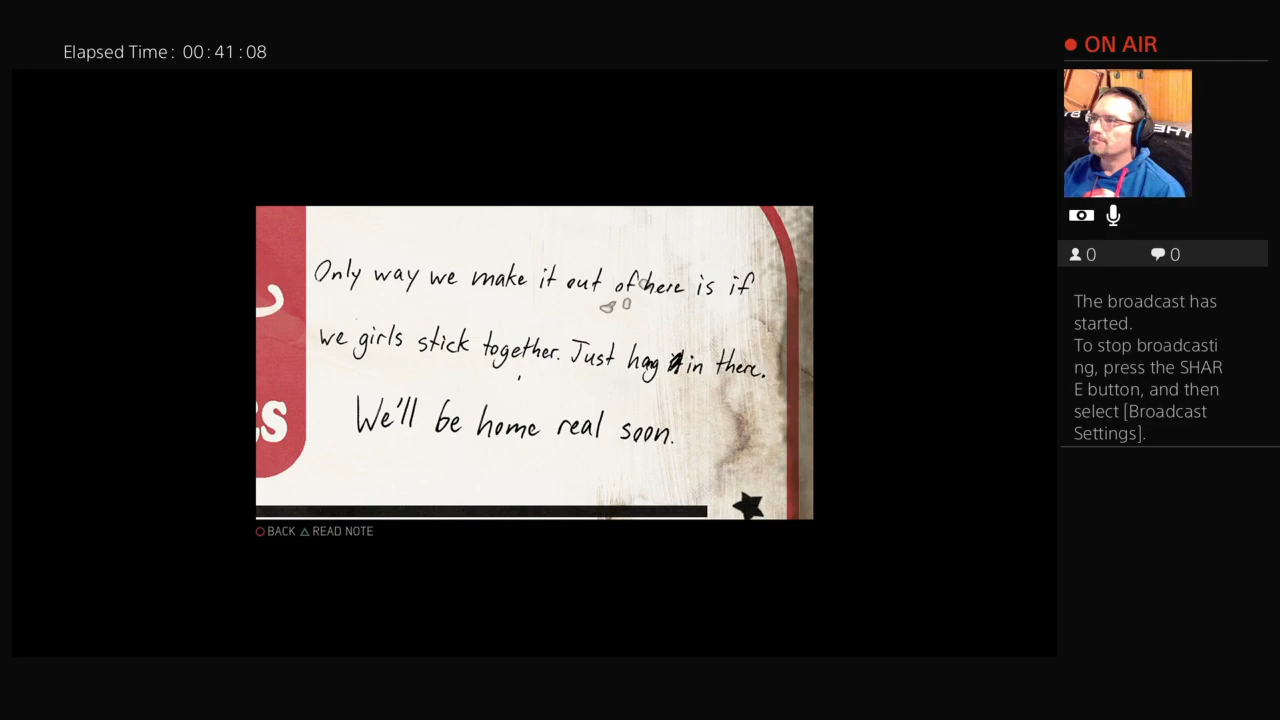 Elapsed Time: 00:41:08
ON AIR
Only way we make it out of here is if
we girls stick together. Just hang in there.
We'll be home real soon.
S
BACK READ NOTE
0 0
The broadcast has
started.
To stop broadcasti
ng, press the SHAR
E button, and then
select [Broadcast
Settings].